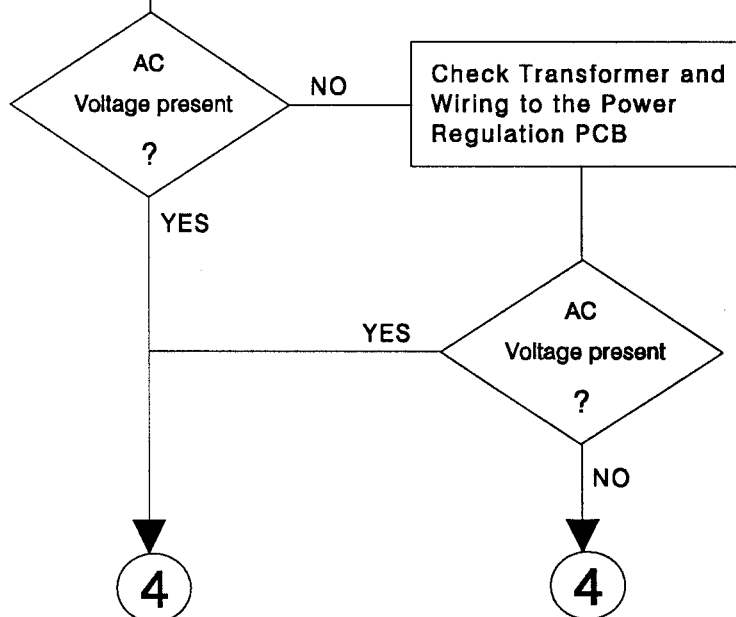 AC
Voltage present
?
NO
Check Transformer and
Wiring to the Power
Regulation PCB
YES
AC
Voltage present
?
YES
NO
4
4